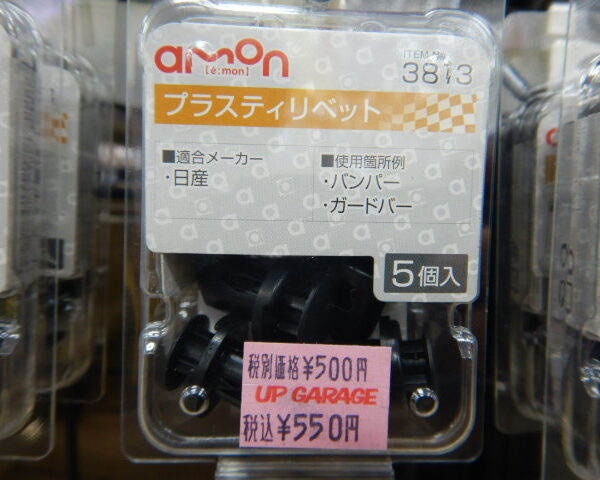 amon
[é:mon]
ITEM No.
3813
プラスティリベット
■適合メーカー
・日産
■使用箇所例
・バンパー
・ガードバー
5個入
税別価格¥500円
UP GARAGE
税込¥550円